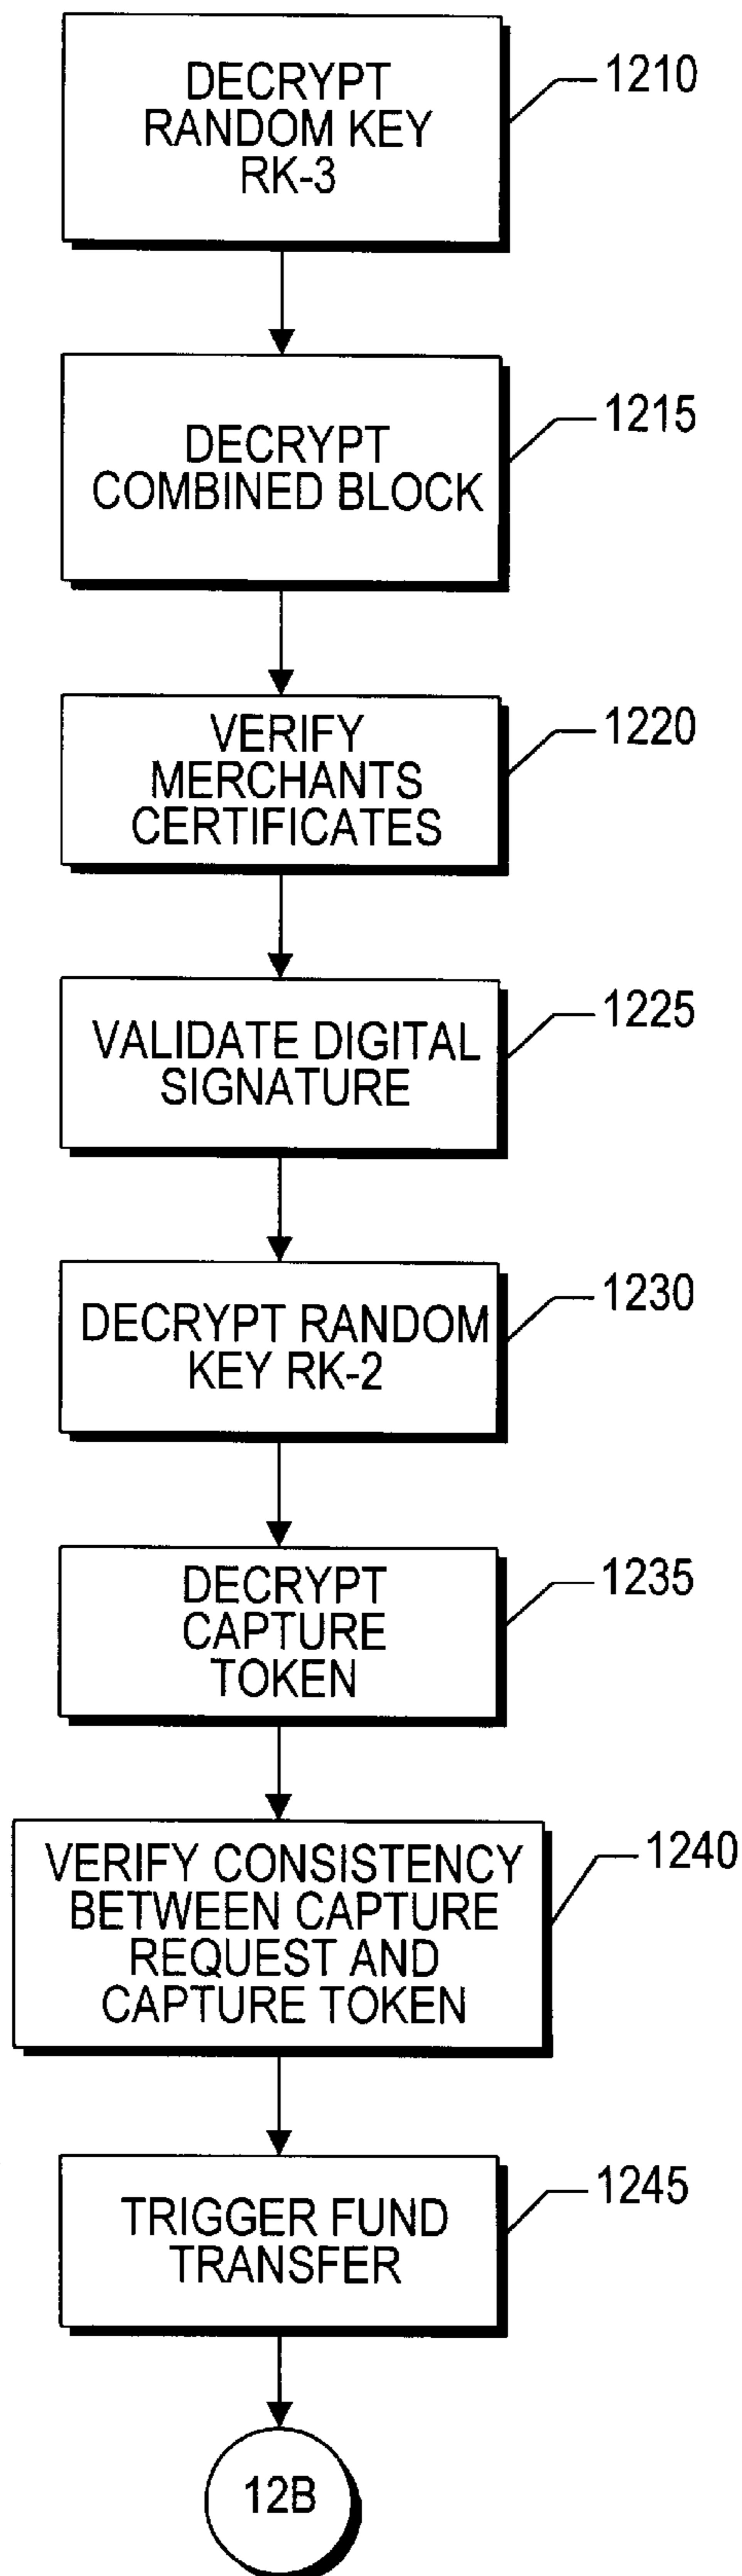 DECRYPT
RANDOM KEY
RK-3
1210
DECRYPT
COMBINED BLOCK
1215
VERIFY
MERCHANTS
CERTIFICATES
1220
VALIDATE DIGITAL
SIGNATURE
1225
DECRYPT RANDOM
KEY RK-2
1230
DECRYPT
CAPTURE
TOKEN
1235
VERIFY CONSISTENCY
BETWEEN CAPTURE
REQUEST AND
CAPTURE TOKEN
1240
TRIGGER FUND
TRANSFER
1245
12B